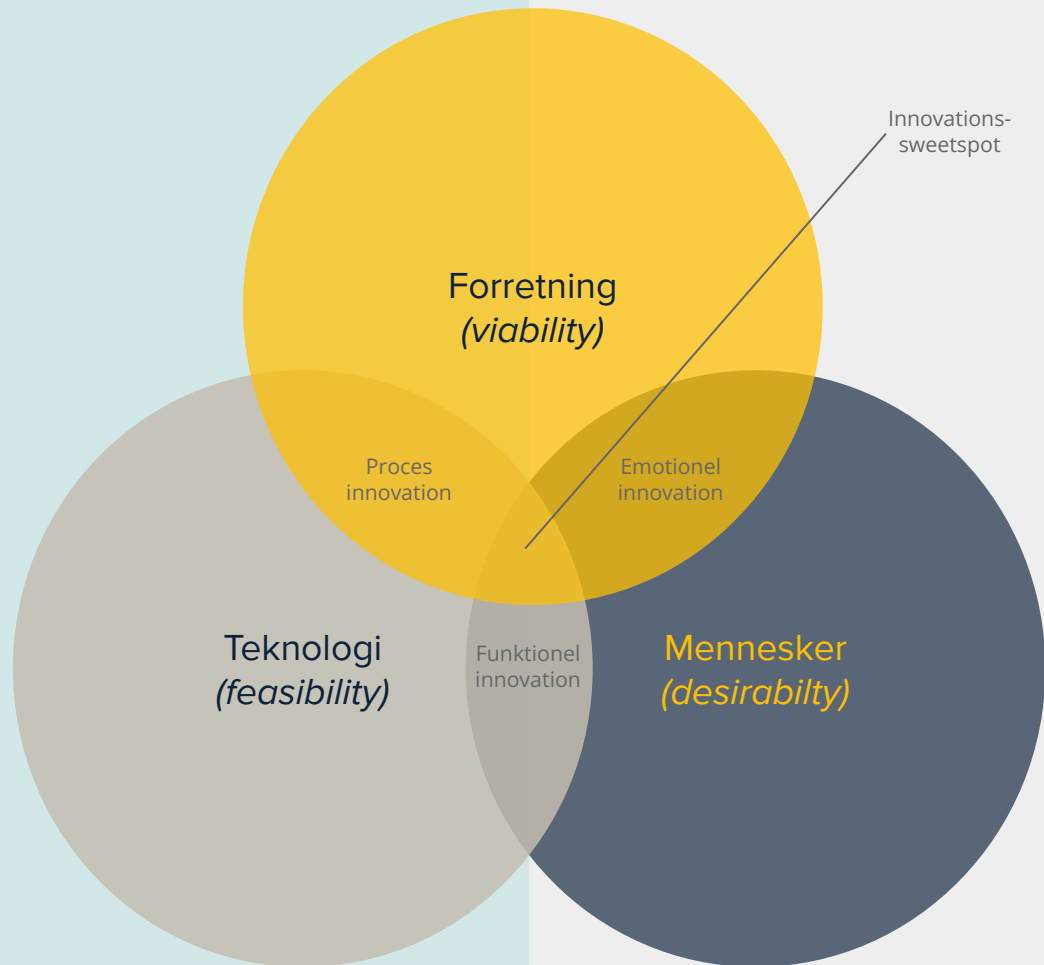 Innovations-
sweetspot
Forretning
(viability)
Proces
innovation
Emotionel
innovation
Teknologi
(feasibility)
Funktionel
innovation
Mennesker
(desirabilty)